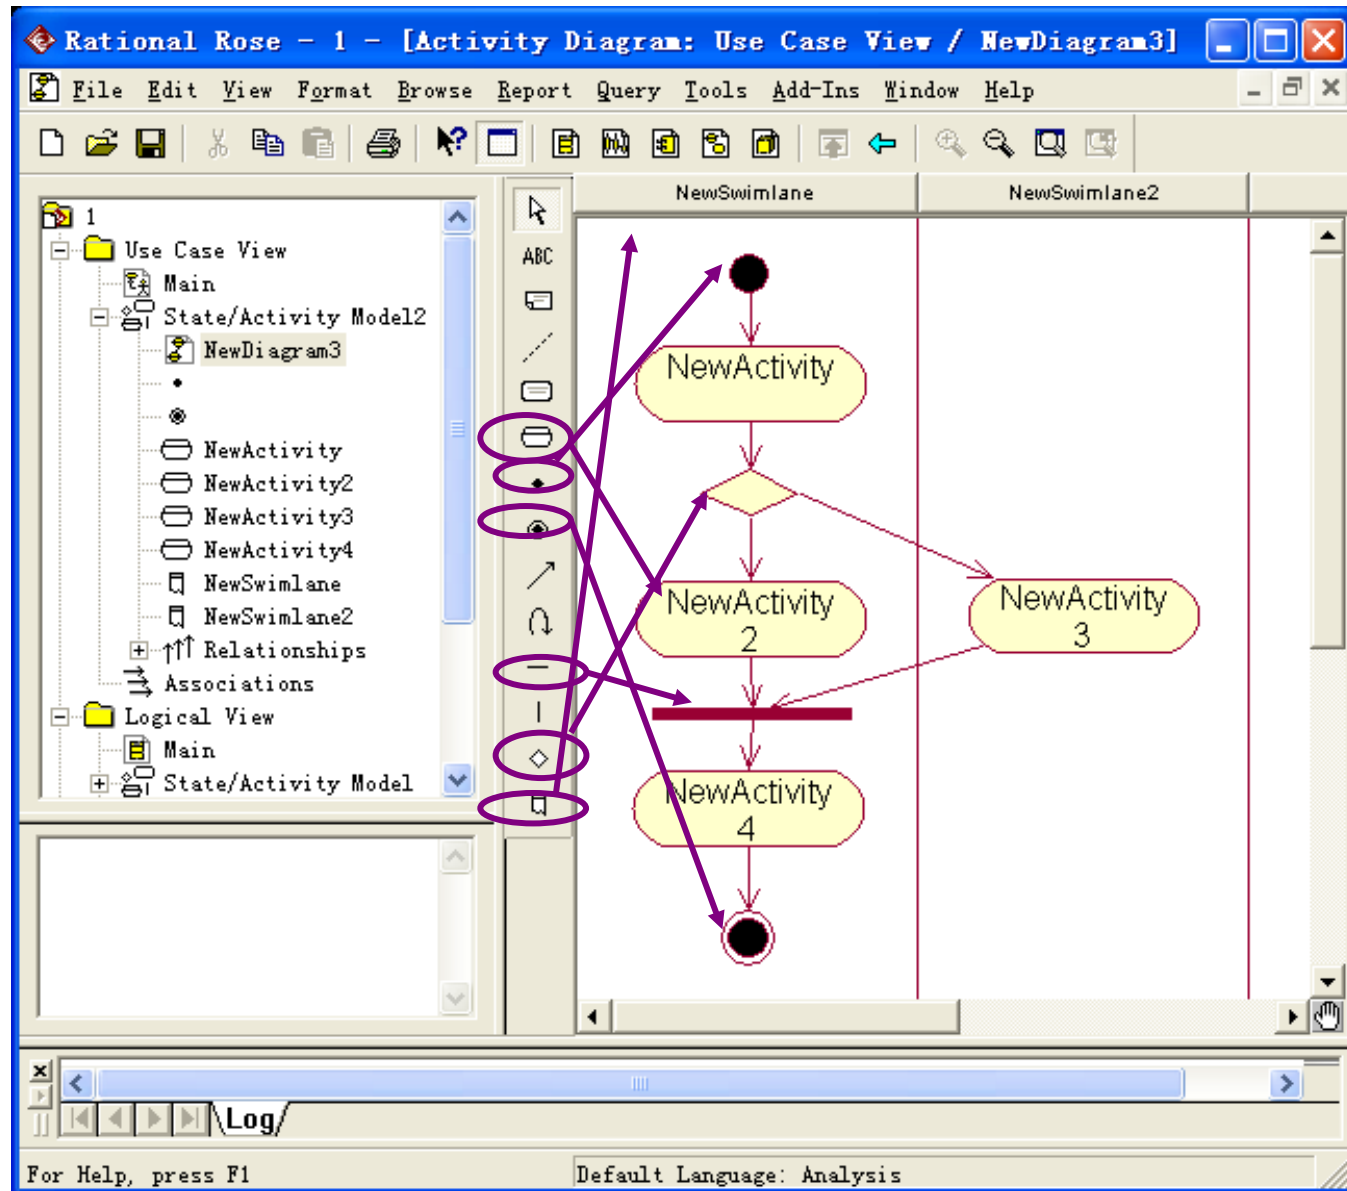 Rational Rose - 1 - [Activity Diagram: Use Case View / NewDiagram3]
File Edit View Format Browse Report Query Tools Add-Ins Window Help
1
Use Case View
Main
State/Activity Model2
NewDiagram3
NewActivity
NewActivity2
NewActivity3
NewActivity4
NewSwimlane
NewSwimlane2
Relationships
Associations
Logical View
Main
State/Activity Model
ABC
NewSwimlane
NewSwimlane2
NewActivity
NewActivity
2
NewActivity
3
NewActivity
4
Log
For Help, press F1
Default Language: Analysis